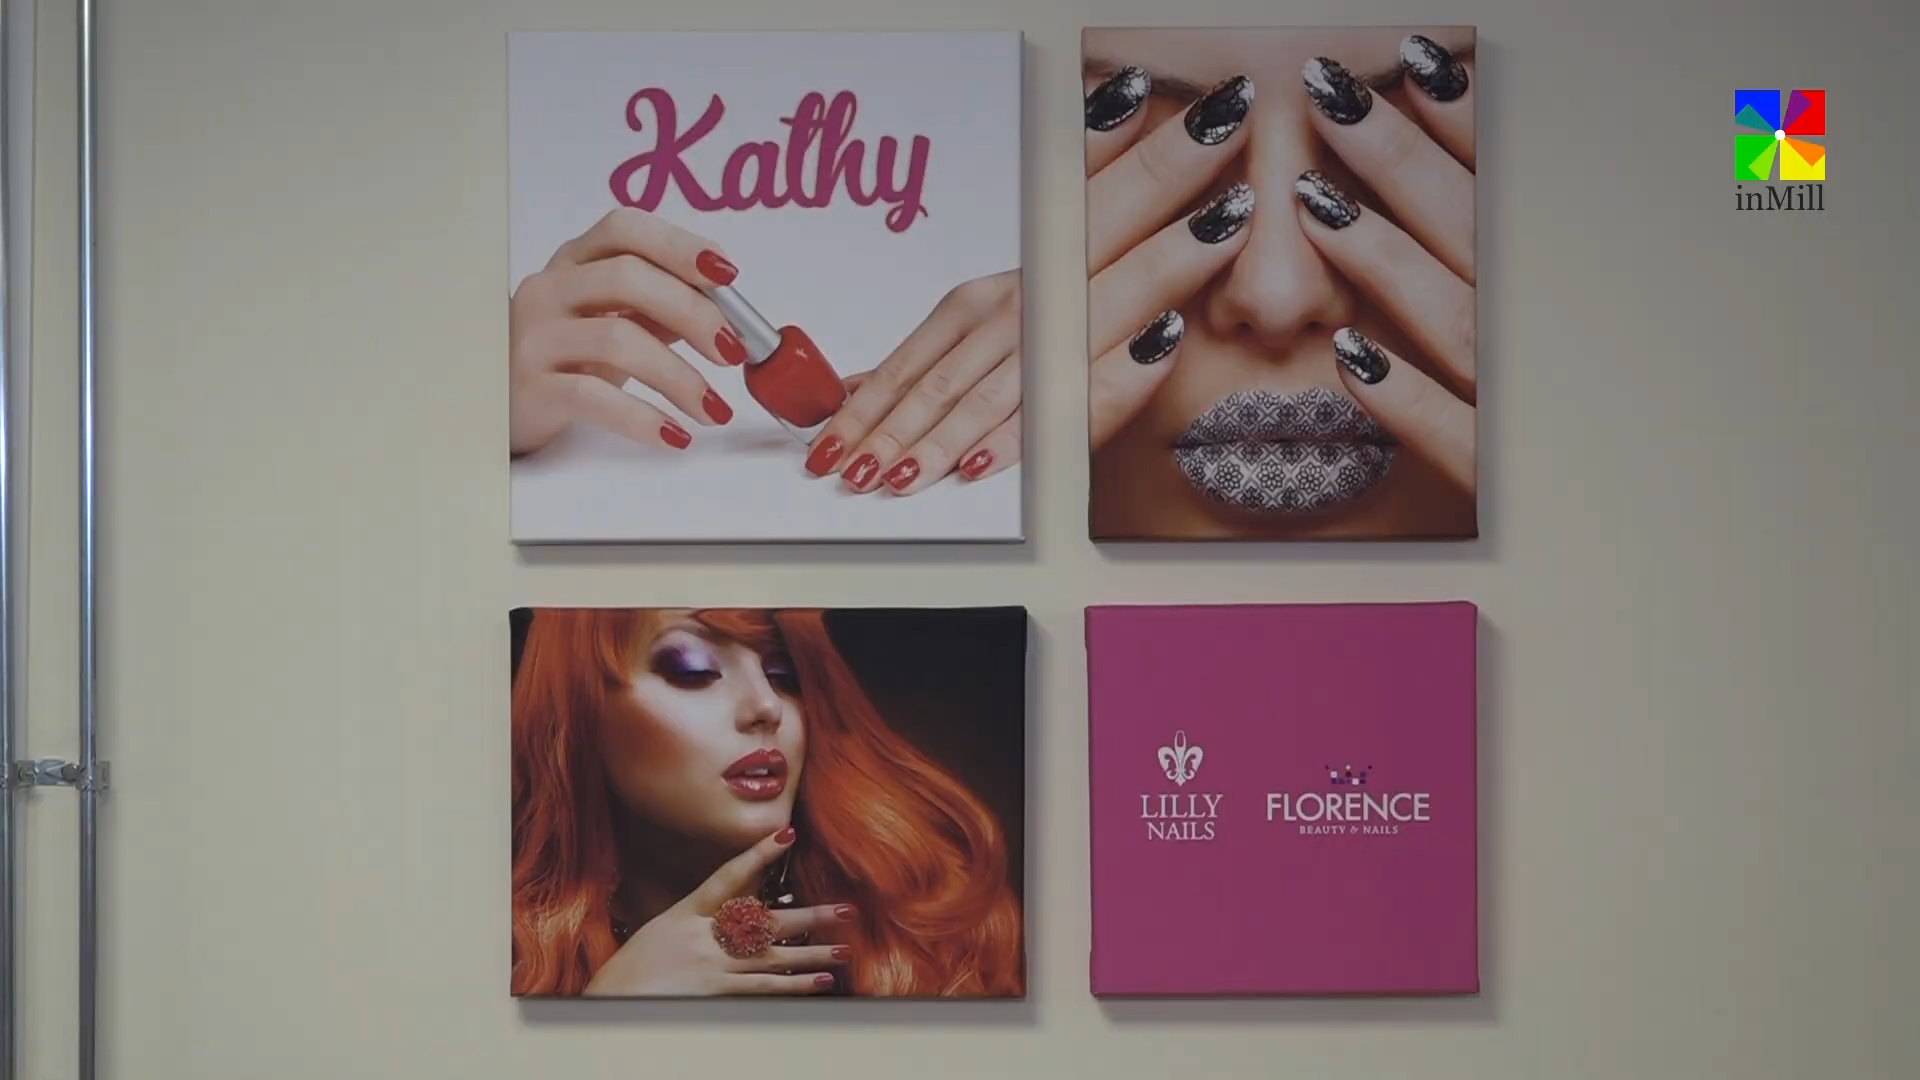 Kathy
inMill
LILLY
NAILS
FLORENCE
BEAUTY & NAILS